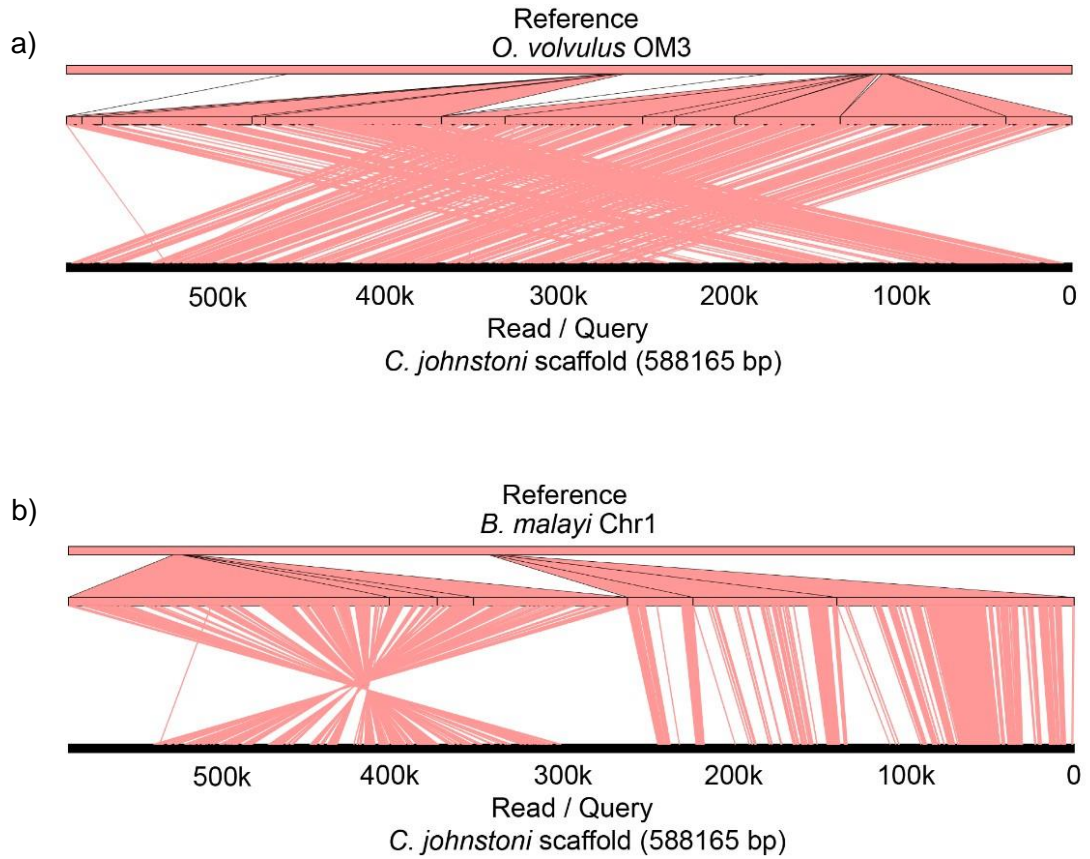 a)
Reference
O. volvulus OM3
500k 400k 300k 200k 100k 0
Read / Query
C. johnstoni scaffold (588165 bp)
b)
Reference
B. malayi Chr1
500k 400k 300k 200k 100k 0
Read / Query
C. johnstoni scaffold (588165 bp)